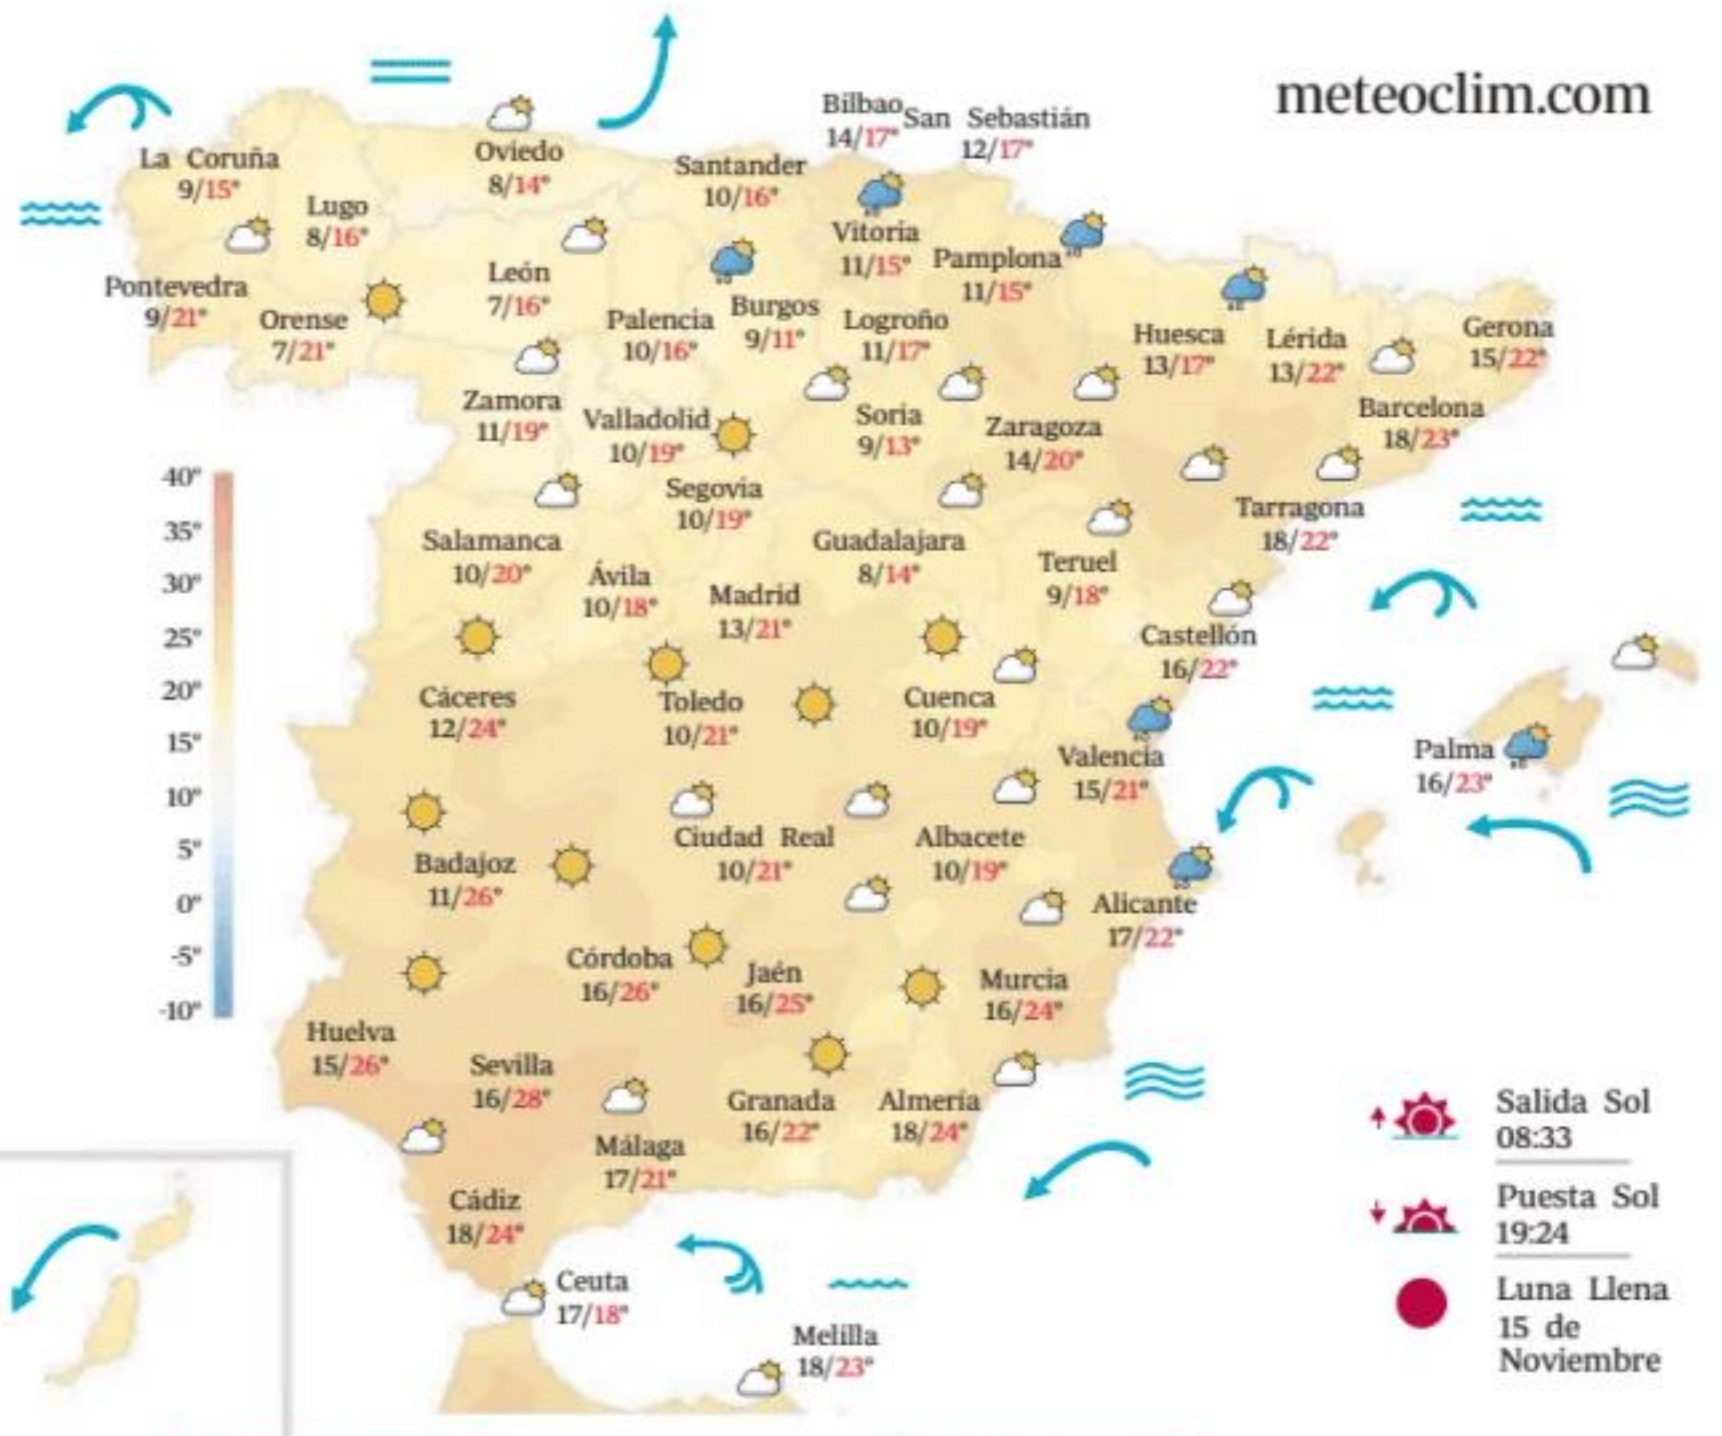 meteoclim.com
Bilbao
14/17°
San Sebastián
12/17°
La Coruña
9/15°
Oviedo
8/14°
Santander
10/16°
Lugo
8/16°
Vitoria
11/15°
Pamplona
11/15°
Pontevedra
9/21°
León
7/16°
Orense
7/21°
Palencia
10/16°
Burgos
9/11°
Logroño
11/17°
Huesca
13/17°
Lérida
13/22°
Gerona
15/22°
Zamora
11/19°
Valladolid
10/19°
Soria
9/13°
Zaragoza
14/20°
Barcelona
18/23°
Segovia
10/19°
Tarragona
18/22°
Salamanca
10/20°
Ávila
10/18°
Madrid
13/21°
Guadalajara
8/14°
Teruel
9/18°
Castellón
16/22°
Cáceres
12/24°
Toledo
10/21°
Cuenca
10/19°
Valencia
15/21°
Palma
16/23°
Badajoz
11/26°
Ciudad Real
10/21°
Albacete
10/19°
Alicante
17/22°
Córdoba
16/26°
Jaén
16/25°
Murcia
16/24°
Huelva
15/26°
Sevilla
16/28°
Granada
16/22°
Almería
18/24°
Málaga
17/21°
Cádiz
18/24°
Ceuta
17/18°
Melilla
18/23°
40°
35°
30°
25°
20°
15°
10°
5°
0°
-5°
-10°
Salida Sol
08:33
Puesta Sol
19:24
Luna Llena
15 de
Noviembre